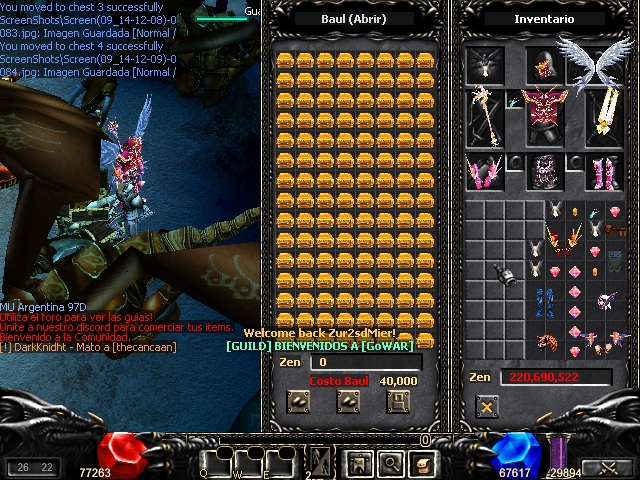 You moved to chest 3 successfully
ScreenShots\Screen(09_14-12-08)-0
083.jpg: Imagen Guardada [Normal /
You moved to chest 4 successfully
ScreenShots\Screen(09_14-12-09)-0
084.jpg: Imagen Guardada [Normal /
Gua
Baul (Abrir)
Inventario
MU Argentina 97D
Utiliza el foro para ver las guias!
Unite a nuestro discord para comerciar tus items.
Bienvenido a la Comunidad.
[!] DarkKnidht - Mato a [thecancaan]
Welcome back Zur2sdMier!
[GUILD] BIENVENIDOS A [GoWAR]
Zen 0
Costo Baul 40,000
Zen 220,690,522
0
26 22
77263
Q W E
67617
-29894